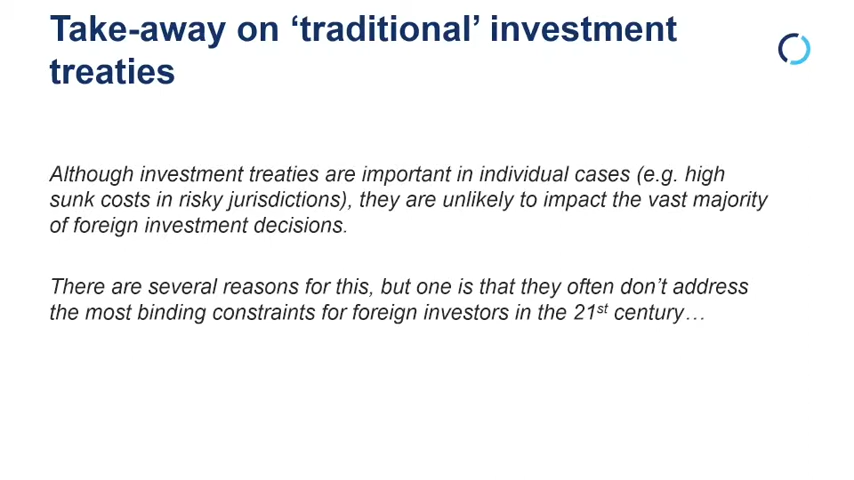 Take-away on ‘traditional’ investment
treaties
Although investment treaties are important in individual cases (e.g. high
sunk costs in risky jurisdictions), they are unlikely to impact the vast majority
of foreign investment decisions.
There are several reasons for this, but one is that they often don’t address
the most binding constraints for foreign investors in the 21st century…